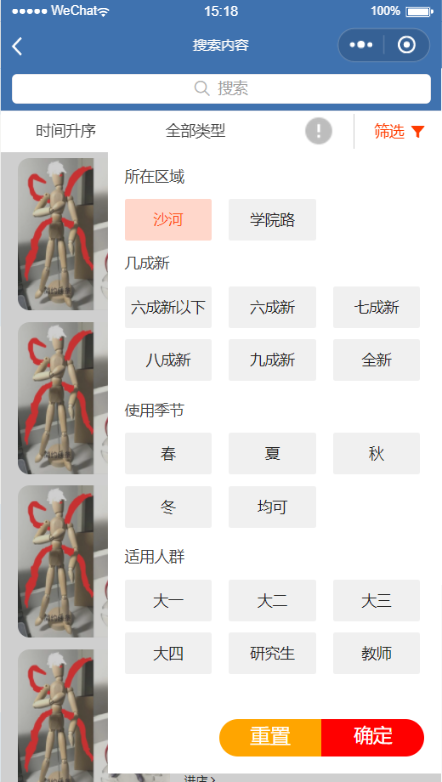 WeChat
15:18
100%
搜索内容
搜索
时间升序 全部类型 筛选
所在区域
沙河 学院路
几成新
六成新以下 六成新 七成新
八成新 九成新 全新
使用季节
春 夏 秋
冬 均可
适用人群
大一 大二 大三
大四 研究生 教师
重置 确定
进店>